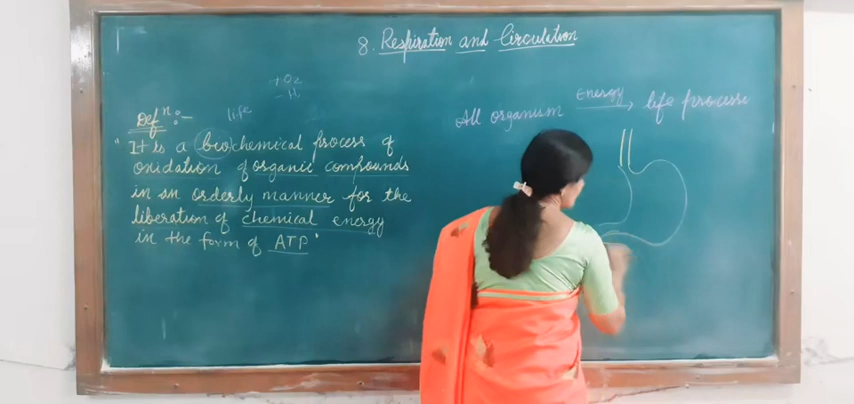 8. Respiration and Circulation
+O2
-H
life
Defⁿ:-
"It is a biochemical process of
oxidation of organic compounds
in an orderly manner for the
liberation of chemical energy
in the form of ATP"
All organism energy → life processes